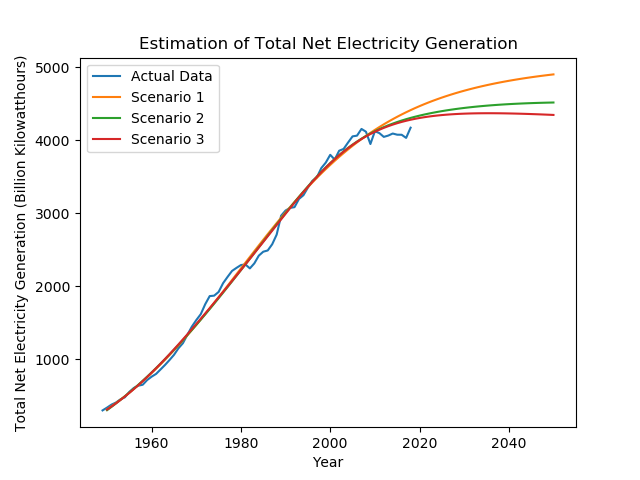 Estimation of Total Net Electricity Generation
Total Net Electricity Generation (Billion Kilowatthours)
5000
4000
3000
2000
1000
Actual Data
Scenario 1
Scenario 2
Scenario 3
1960 1980 2000 2020 2040
Year